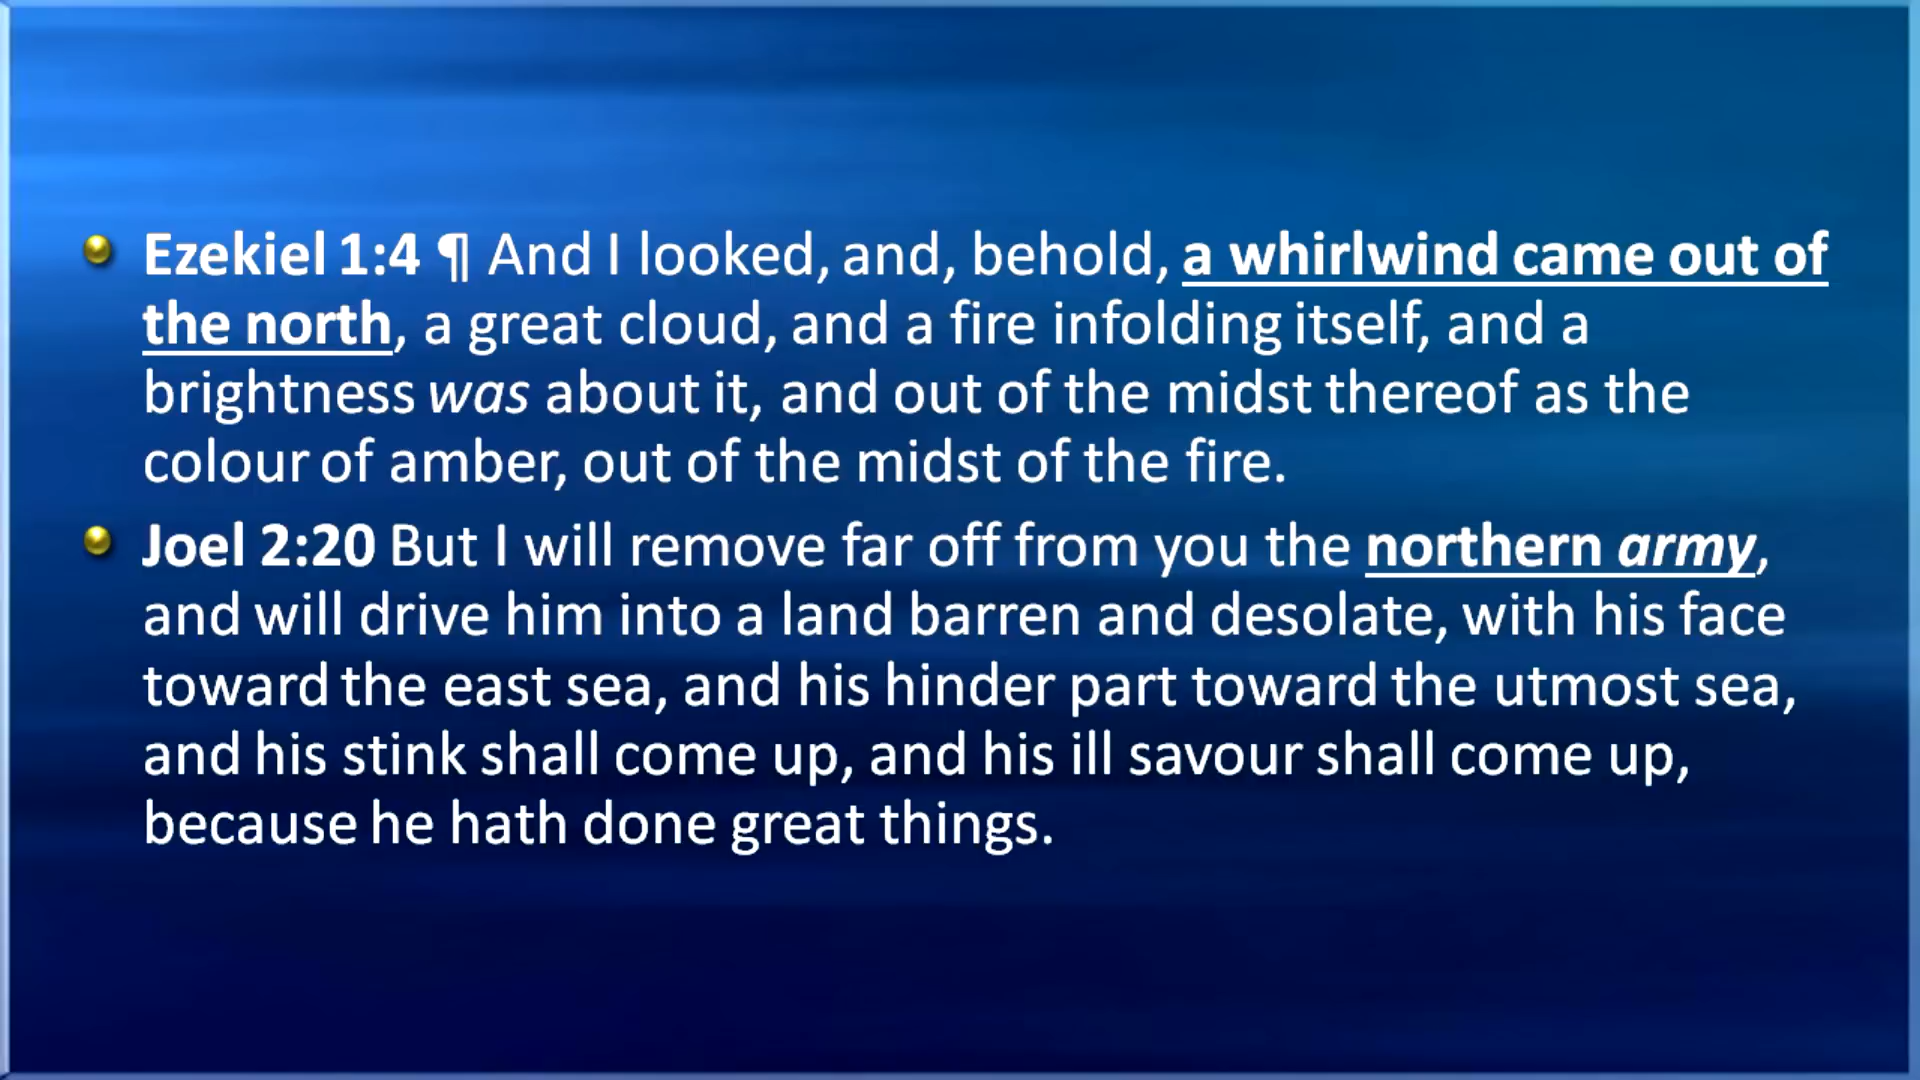 Ezekiel 1:4 ¶ And I looked, and, behold, a whirlwind came out of
the north, a great cloud, and a fire infolding itself, and a
brightness was about it, and out of the midst thereof as the
colour of amber, out of the midst of the fire.
Joel 2:20 But I will remove far off from you the northern army,
and will drive him into a land barren and desolate, with his face
toward the east sea, and his hinder part toward the utmost sea,
and his stink shall come up, and his ill savour shall come up,
because he hath done great things.